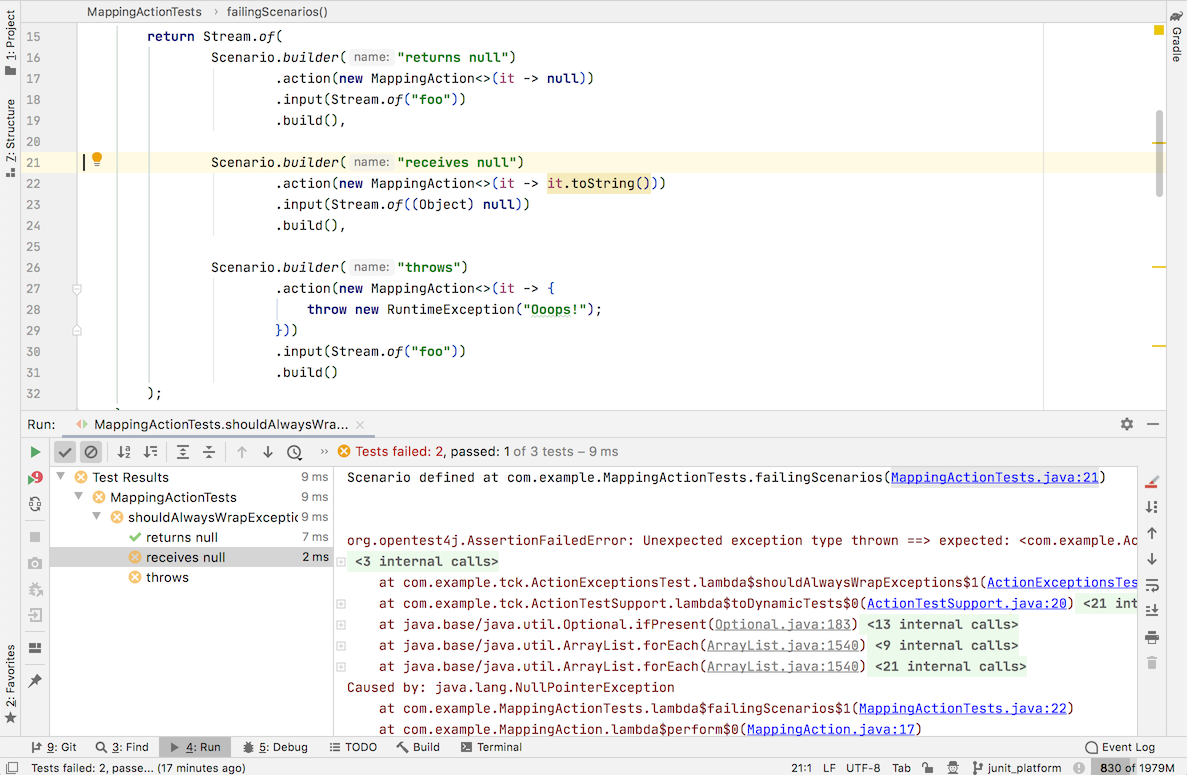 MappingActionTests › failingScenarios()
1: Project
Z: Structure
2: Favorites
Gradle
15 return Stream.of(
16 Scenario.builder( name: "returns null")
17 .action(new MappingAction<>(it -> null))
18 .input(Stream.of("foo"))
19 .build(),
20
21 Scenario.builder( name: "receives null")
22 .action(new MappingAction<>(it -> it.toString()))
23 .input(Stream.of((Object) null))
24 .build(),
25
26 Scenario.builder( name: "throws")
27 .action(new MappingAction<>(it -> {
28 throw new RuntimeException("Ooops!");
29 }))
30 .input(Stream.of("foo"))
31 .build()
32 );
Run: MappingActionTests.shouldAlwaysWra...
» Tests failed: 2, passed: 1 of 3 tests – 9 ms
Test Results 9 ms
MappingActionTests 9 ms
shouldAlwaysWrapExceptic 9 ms
returns null 7 ms
receives null 2 ms
throws
Scenario defined at com.example.MappingActionTests.failingScenarios(MappingActionTests.java:21)
org.opentest4j.AssertionFailedError: Unexpected exception type thrown ==> expected: <com.example.Ac
<3 internal calls>
at com.example.tck.ActionExceptionsTest.lambda$shouldAlwaysWrapExceptions$1(ActionExceptionsTes
at com.example.tck.ActionTestSupport.lambda$toDynamicTests$0(ActionTestSupport.java:20) <21 int
at java.base/java.util.Optional.ifPresent(Optional.java:183) <13 internal calls>
at java.base/java.util.ArrayList.forEach(ArrayList.java:1540) <9 internal calls>
at java.base/java.util.ArrayList.forEach(ArrayList.java:1540) <21 internal calls>
Caused by: java.lang.NullPointerException
at com.example.MappingActionTests.lambda$failingScenarios$1(MappingActionTests.java:22)
at com.example.MappingAction.lambda$perform$0(MappingAction.java:17)
9: Git 3: Find 4: Run 5: Debug TODO Build Terminal Event Log
Tests failed: 2, passe... (17 minutes ago) 21:1 LF UTF-8 Tab junit_platform 830 of 1979M